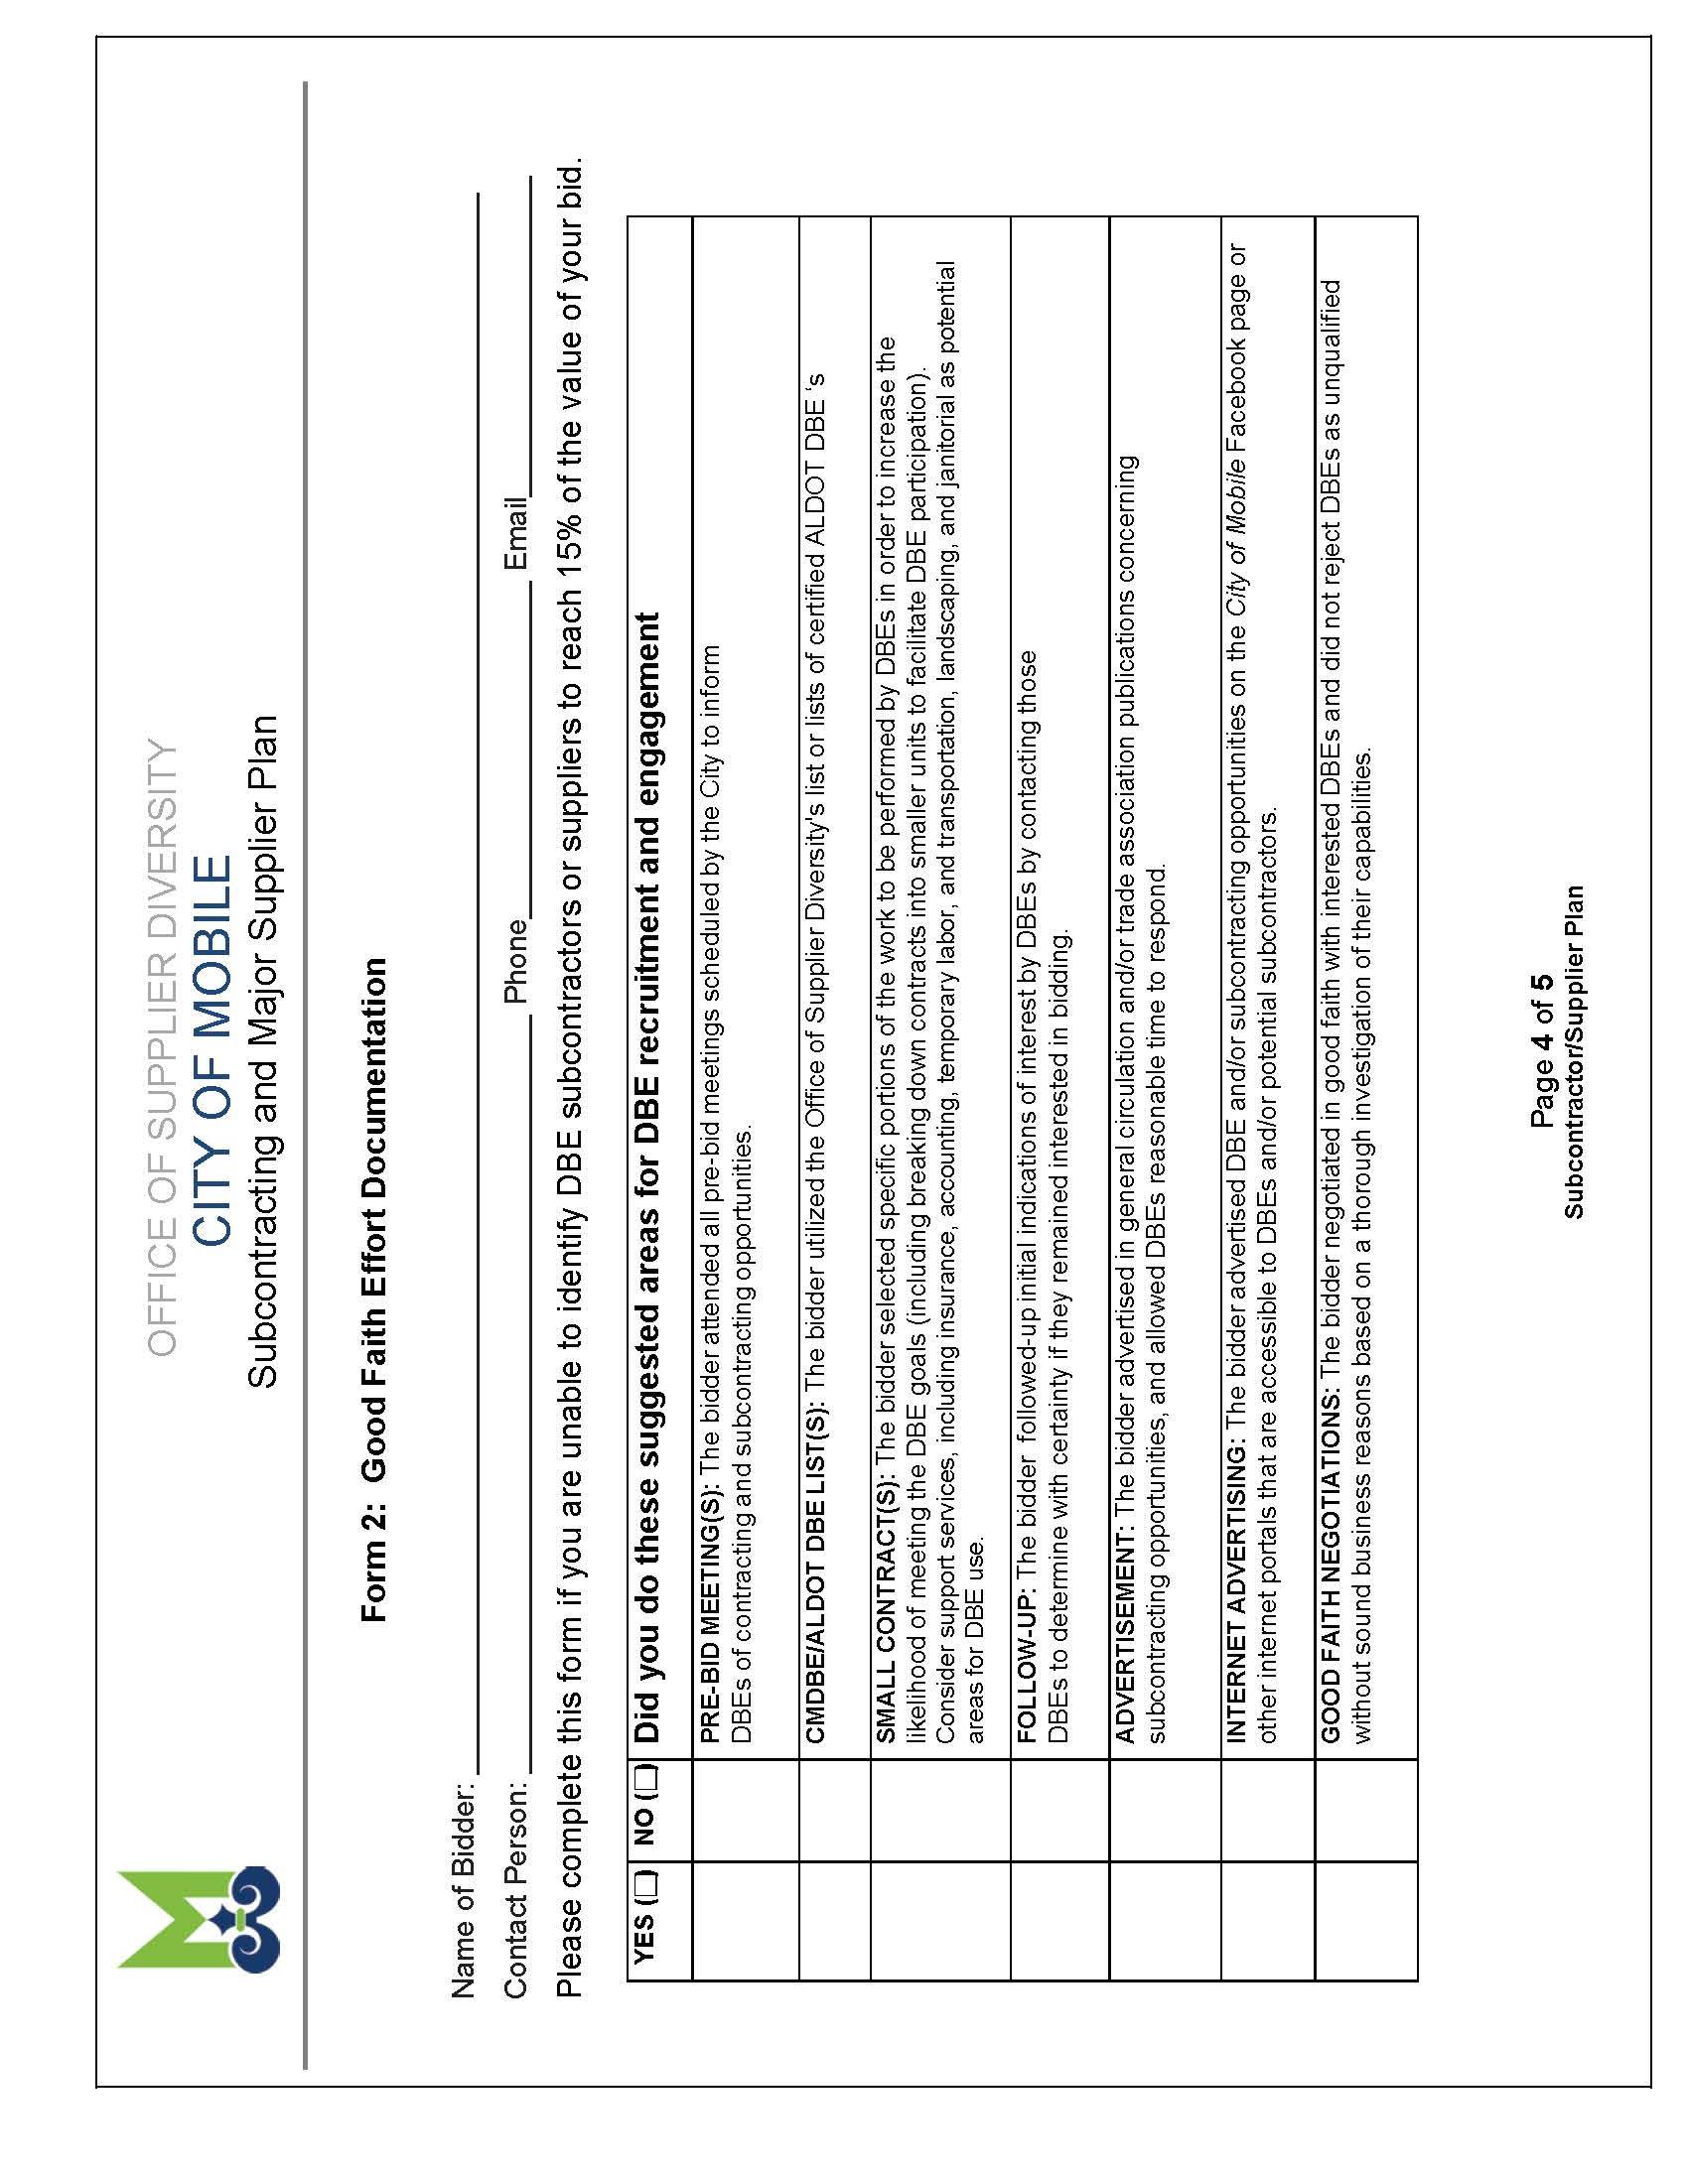 OFFICE OF SUPPLIER DIVERSITY
CITY OF MOBILE
Subcontracting and Major Supplier Plan
Form 2:  Good Faith Effort Documentation
Name of Bidder:
Contact Person: Phone Email
Please complete this form if you are unable to identify DBE subcontractors or suppliers to reach 15% of the value of your bid.
YES (☐) NO (☐) Did you do these suggested areas for DBE recruitment and engagement
PRE-BID MEETING(S): The bidder attended all pre-bid meetings scheduled by the City to inform
DBEs of contracting and subcontracting opportunities.
CMDBE/ALDOT DBE LIST(S): The bidder utilized the Office of Supplier Diversity's list or lists of certified ALDOT DBE ‘s
SMALL CONTRACT(S): The bidder selected specific portions of the work to be performed by DBEs in order to increase the
likelihood of meeting the DBE goals (including breaking down contracts into smaller units to facilitate DBE participation).
Consider support services, including insurance, accounting, temporary labor, and transportation, landscaping, and janitorial as potential
areas for DBE use.
FOLLOW-UP: The bidder followed-up initial indications of interest by DBEs by contacting those
DBEs to determine with certainty if they remained interested in bidding.
ADVERTISEMENT: The bidder advertised in general circulation and/or trade association publications concerning
subcontracting opportunities, and allowed DBEs reasonable time to respond.
INTERNET ADVERTISING: The bidder advertised DBE and/or subcontracting opportunities on the City of Mobile Facebook page or
other internet portals that are accessible to DBEs and/or potential subcontractors.
GOOD FAITH NEGOTIATIONS: The bidder negotiated in good faith with interested DBEs and did not reject DBEs as unqualified
without sound business reasons based on a thorough investigation of their capabilities.
Page 4 of 5
Subcontractor/Supplier Plan